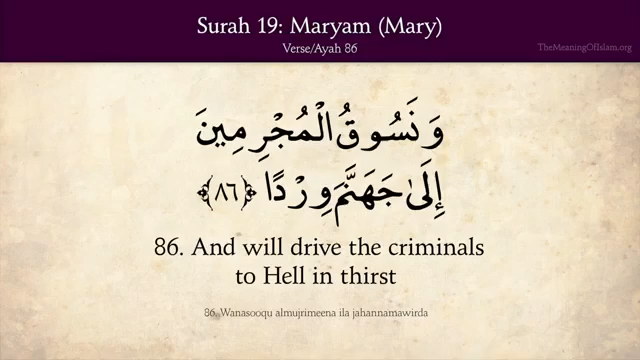 Surah 19: Maryam (Mary)
Verse/Ayah 86
TheMeaningOfIslam.org
وَنَسُوقُ الْمُجْرِمِينَ
إِلَىٰ جَهَنَّمَ وِرْدًا ﴿٨٦﴾
86. And will drive the criminals
to Hell in thirst
86. Wanasooqu almujrimeena ila jahannamawirda